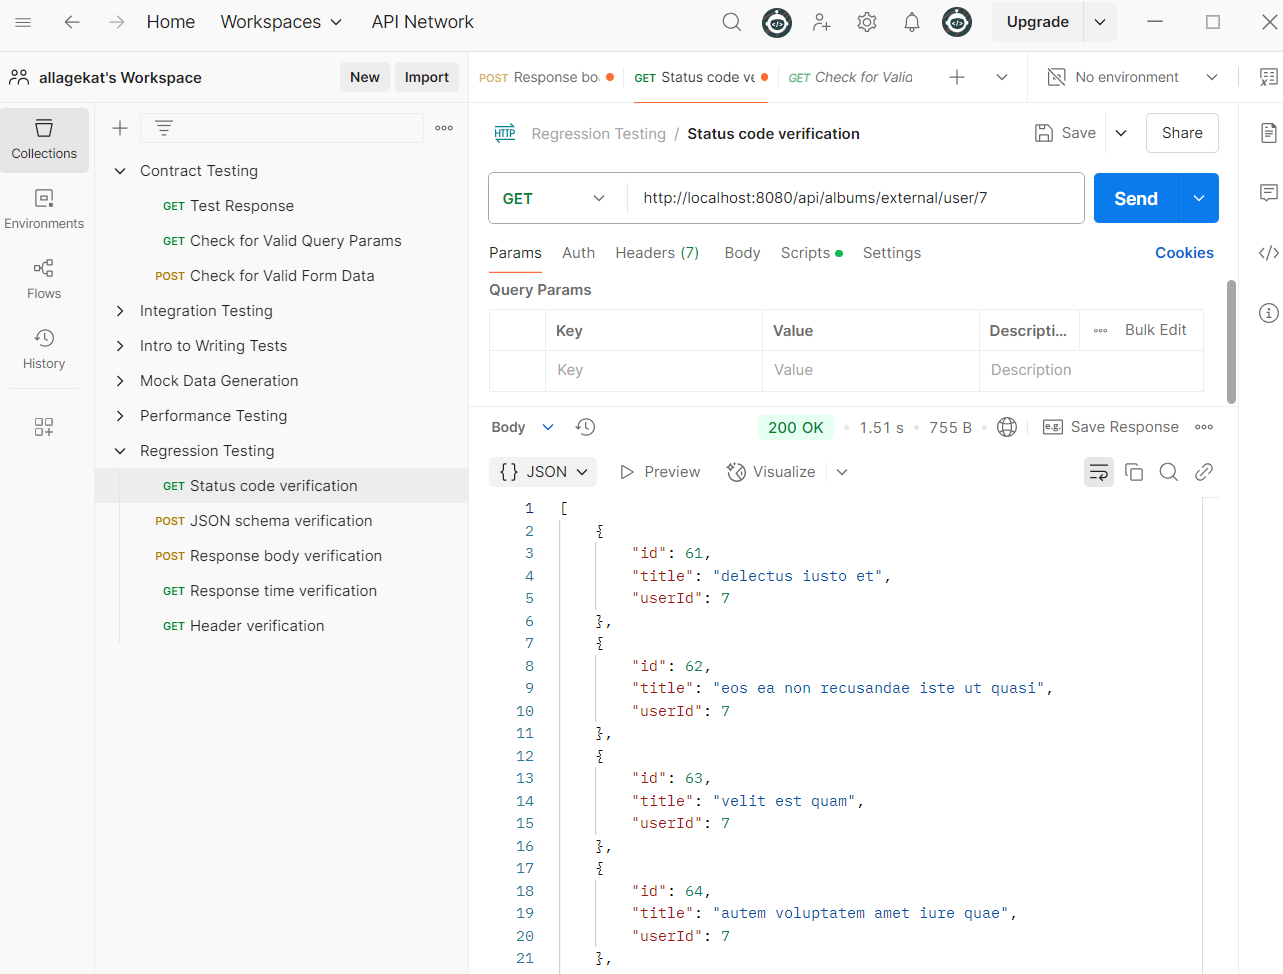 Home Workspaces API Network Upgrade
allagekat's Workspace New Import
POST Response bo GET Status code ve GET Check for Valid No environment
Collections
Environments
Flows
History
Contract Testing
GET Test Response
GET Check for Valid Query Params
POST Check for Valid Form Data
Integration Testing
Intro to Writing Tests
Mock Data Generation
Performance Testing
Regression Testing
GET Status code verification
POST JSON schema verification
POST Response body verification
GET Response time verification
GET Header verification
HTTP Regression Testing / Status code verification Save Share
GET http://localhost:8080/api/albums/external/user/7 Send
Params Auth Headers (7) Body Scripts Settings Cookies
Query Params
Key Value Descripti... Bulk Edit
Key Value Description
Body 200 OK 1.51 s 755 B e.g. Save Response
{} JSON Preview Visualize
1 [
2 {
3 "id": 61,
4 "title": "delectus iusto et",
5 "userId": 7
6 },
7 {
8 "id": 62,
9 "title": "eos ea non recusandae iste ut quasi",
10 "userId": 7
11 },
12 {
13 "id": 63,
14 "title": "velit est quam",
15 "userId": 7
16 },
17 {
18 "id": 64,
19 "title": "autem voluptatem amet iure quae",
20 "userId": 7
21 },